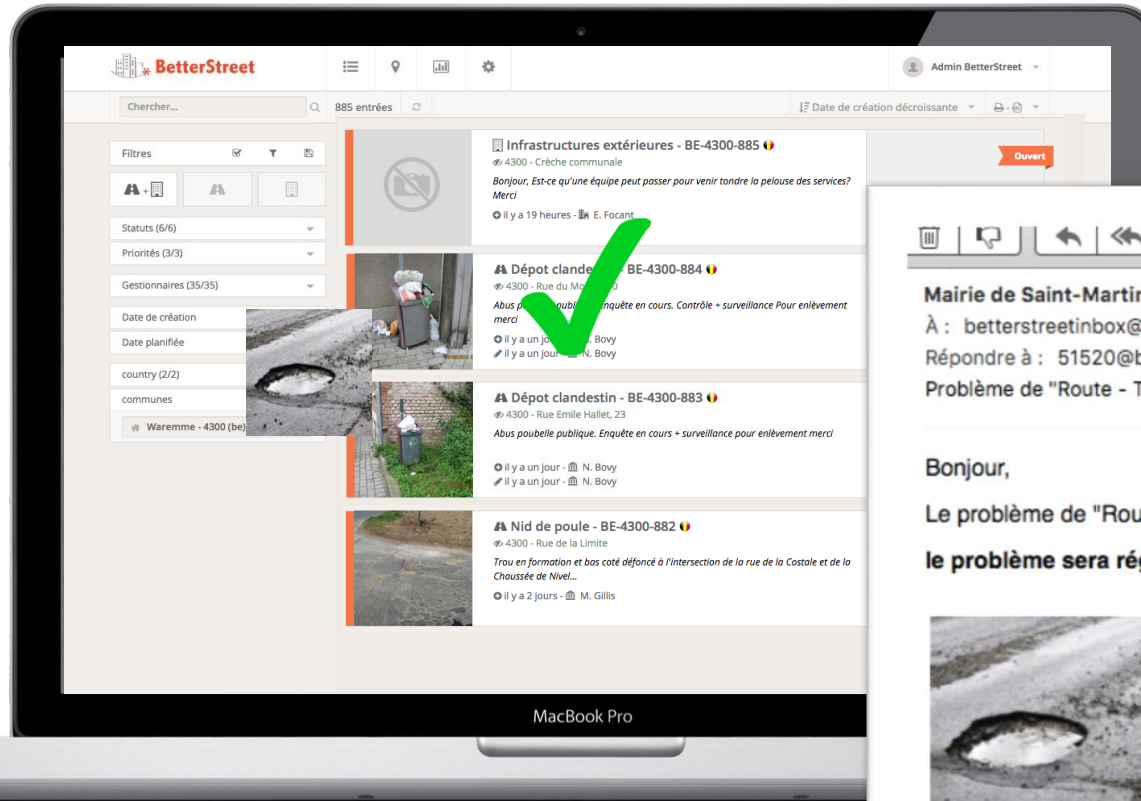 BetterStreet
Admin BetterStreet
Chercher...
885 entrées
Date de création décroissante
Filtres
Statuts (6/6)
Priorités (3/3)
Gestionnaires (35/35)
Date de création
Date planifiée
country (2/2)
communes
Waremme - 4300 (be)
Infrastructures extérieures - BE-4300-885
4300 - Crèche communale
Bonjour, Est-ce qu'une équipe peut passer pour venir tondre la pelouse des services?
Merci
il y a 19 heures - E. Focant
Ouvert
Dépot clande BE-4300-884
4300 - Rue du Mo
Abus enquête en cours. Contrôle + surveillance Pour enlèvement
merci
il y a un jo Bovy
il y a un jour N. Bovy
Dépot clandestin - BE-4300-883
4300 - Rue Emile Hallet, 23
Abus poubelle publique. Enquête en cours + surveillance pour enlèvement merci
il y a un jour - N. Bovy
il y a un jour - N. Bovy
Nid de poule - BE-4300-882
4300 - Rue de la Limite
Trou en formation et bas coté défoncé à l'intersection de la rue de la Costale et de la
Chaussée de Nivel...
il y a 2 jours - M. Gillis
MacBook Pro
Mairie de Saint-Martin
À : betterstreetinbox@
Répondre à : 51520@b
Problème de "Route - T
Bonjour,
Le problème de "Rou
le problème sera rég